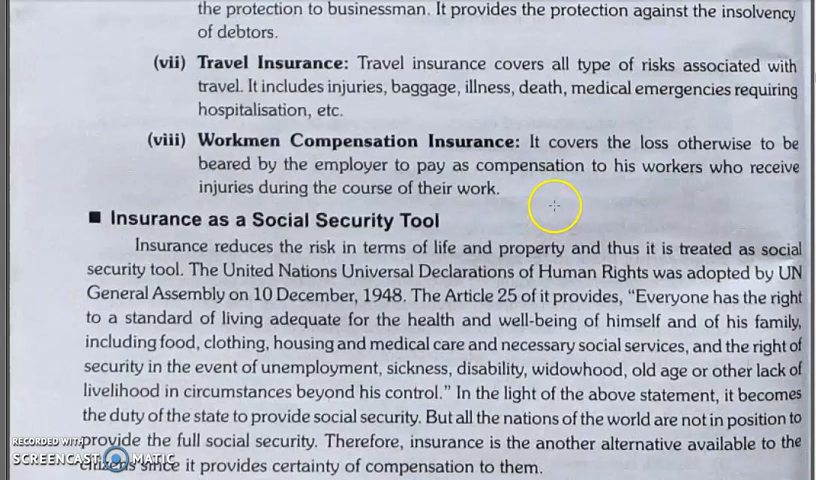 the protection to businessman. It provides the protection against the insolvency
of debtors.
(vii) Travel Insurance: Travel insurance covers all type of risks associated with
travel. It includes injuries, baggage, illness, death, medical emergencies requiring
hospitalisation, etc.
(viii) Workmen Compensation Insurance: It covers the loss otherwise to be
beared by the employer to pay as compensation to his workers who receive
injuries during the course of their work.
■ Insurance as a Social Security Tool
Insurance reduces the risk in terms of life and property and thus it is treated as social
security tool. The United Nations Universal Declarations of Human Rights was adopted by UN
General Assembly on 10 December, 1948. The Article 25 of it provides, “Everyone has the right
to a standard of living adequate for the health and well-being of himself and of his family,
including food, clothing, housing and medical care and necessary social services, and the right of
security in the event of unemployment, sickness, disability, widowhood, old age or other lack of
livelihood in circumstances beyond his control.” In the light of the above statement, it becomes
the duty of the state to provide social security. But all the nations of the world are not in position to
provide the full social security. Therefore, insurance is the another alternative available to the
citizens since it provides certainty of compensation to them.
RECORDED WITH
SCREENCAST MATIC